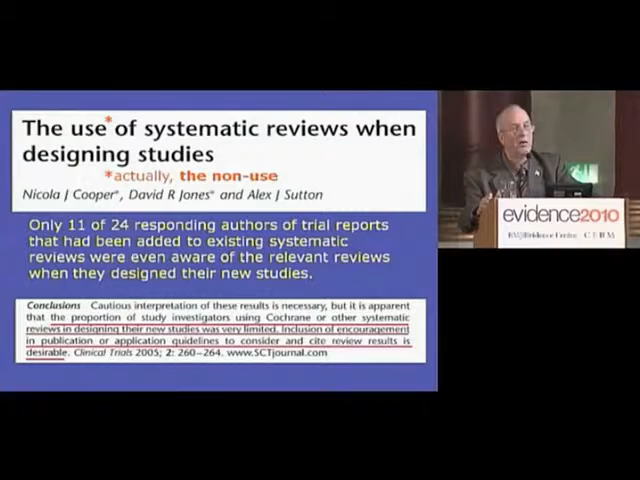 The use* of systematic reviews when
designing studies
*actually, the non-use
Nicola J Cooper*, David R Jones* and Alex J Sutton
Only 11 of 24 responding authors of trial reports
that had been added to existing systematic
reviews were even aware of the relevant reviews
when they designed their new studies.
Conclusions Cautious interpretation of these results is necessary, but it is apparent
that the proportion of study investigators using Cochrane or other systematic
reviews in designing their new studies was very limited. Inclusion of encouragement
in publication or application guidelines to consider and cite review results is
desirable. Clinical Trials 2005; 2: 260–264. www.SCTjournal.com
evidence2010
BMJ Evidence Centre CEBM